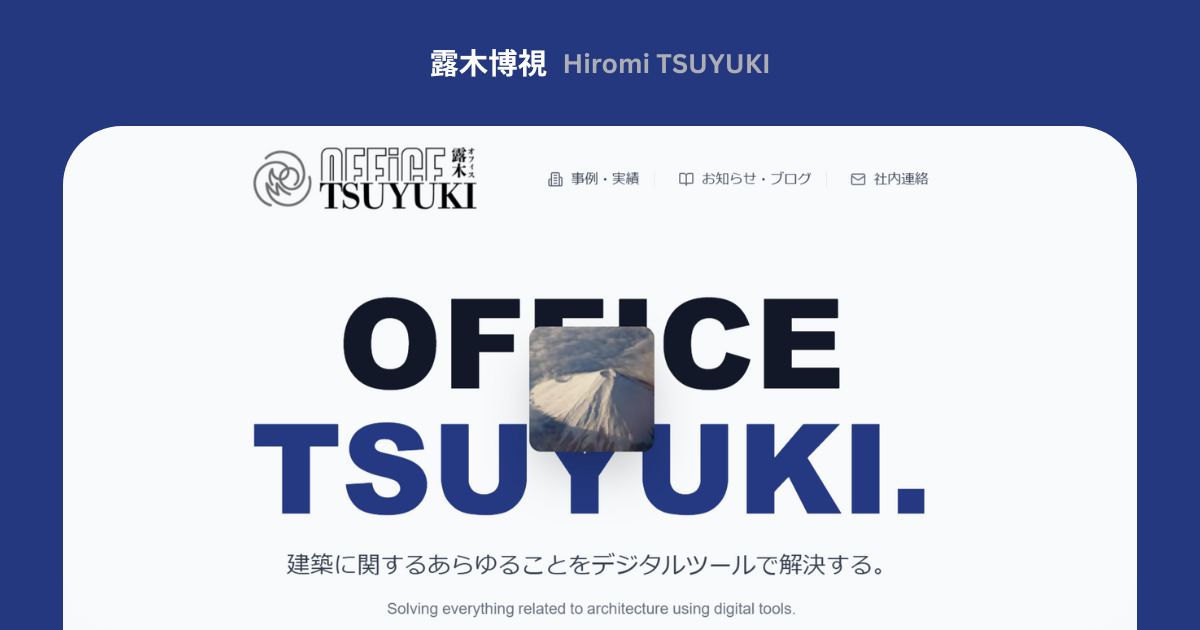 露木博視 Hiromi TSUYUKI
OFFiCE 露木 オフィス
TSUYUKI
事例・実績 お知らせ・ブログ 社内連絡
OFFICE
TSUYUKI.
建築に関するあらゆることをデジタルツールで解決する。
Solving everything related to architecture using digital tools.